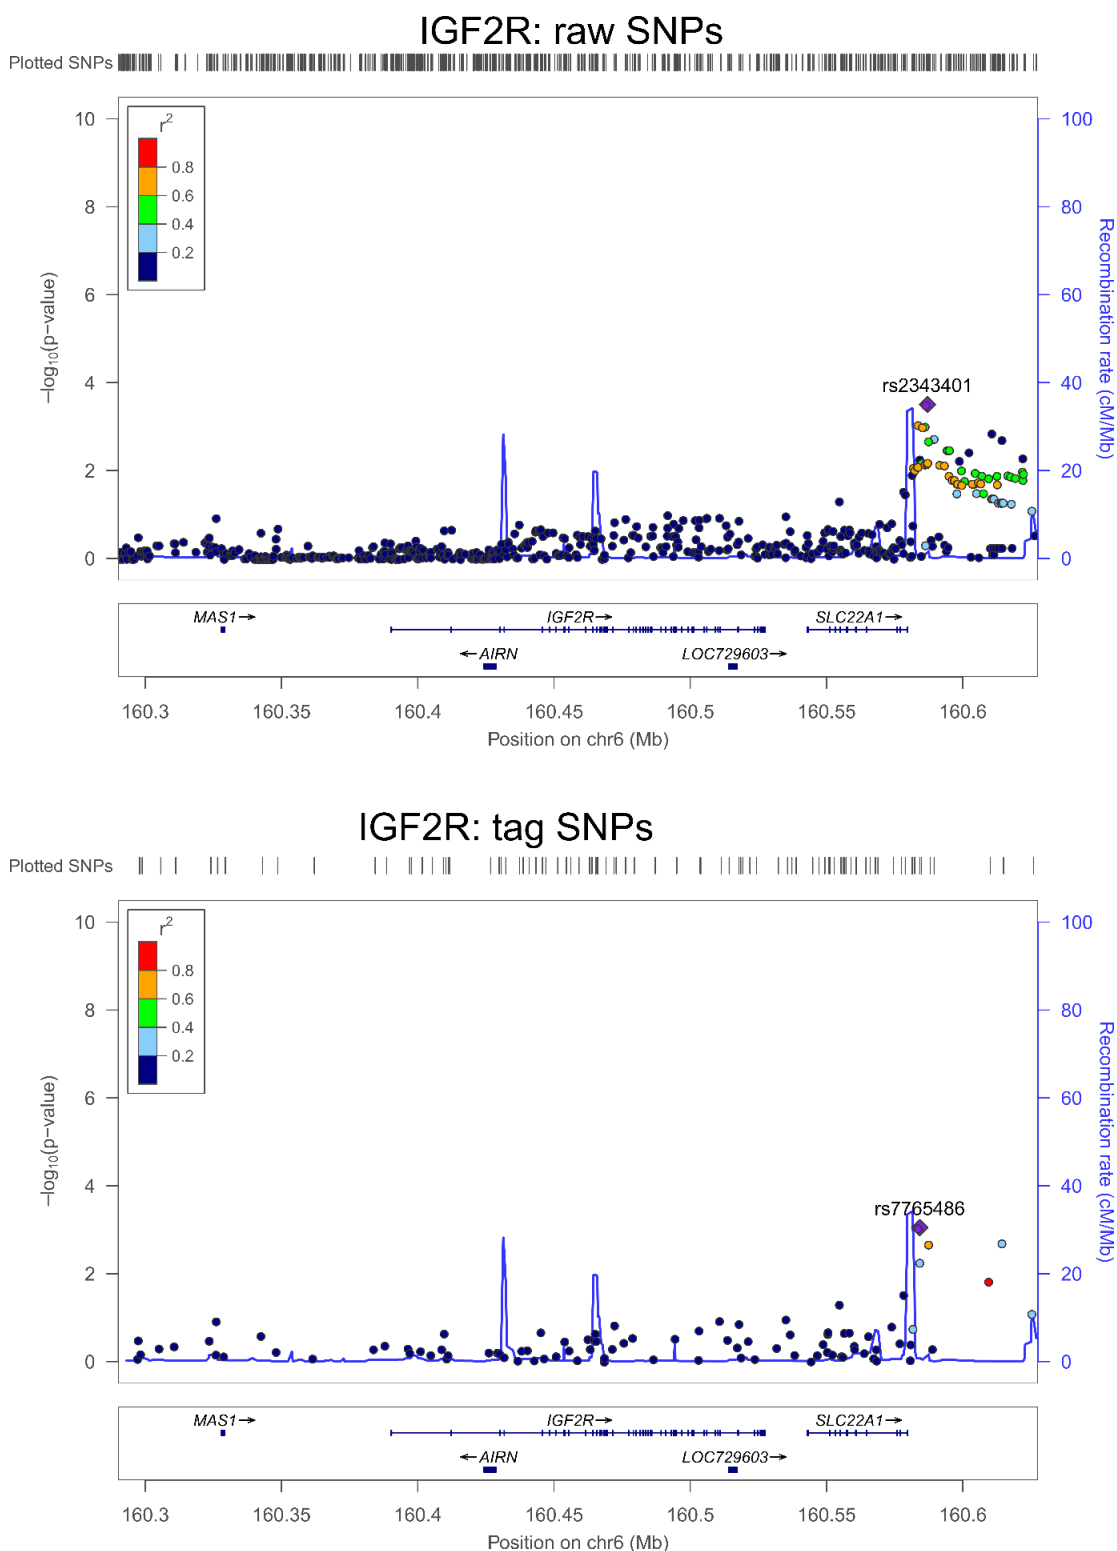 IGF2R: raw SNPs
Plotted SNPs
r2
0.8
0.6
0.4
0.2
10
8
6
4
2
0
−log10(p−value)
100
80
60
40
20
0
Recombination rate (cM/Mb)
rs2343401
MAS1→
IGF2R→
SLC22A1→
←AIRN
LOC729603→
160.3 160.35 160.4 160.45 160.5 160.55 160.6
Position on chr6 (Mb)
IGF2R: tag SNPs
Plotted SNPs
r2
0.8
0.6
0.4
0.2
10
8
6
4
2
0
−log10(p−value)
100
80
60
40
20
0
Recombination rate (cM/Mb)
rs7765486
MAS1→
IGF2R→
SLC22A1→
←AIRN
LOC729603→
160.3 160.35 160.4 160.45 160.5 160.55 160.6
Position on chr6 (Mb)